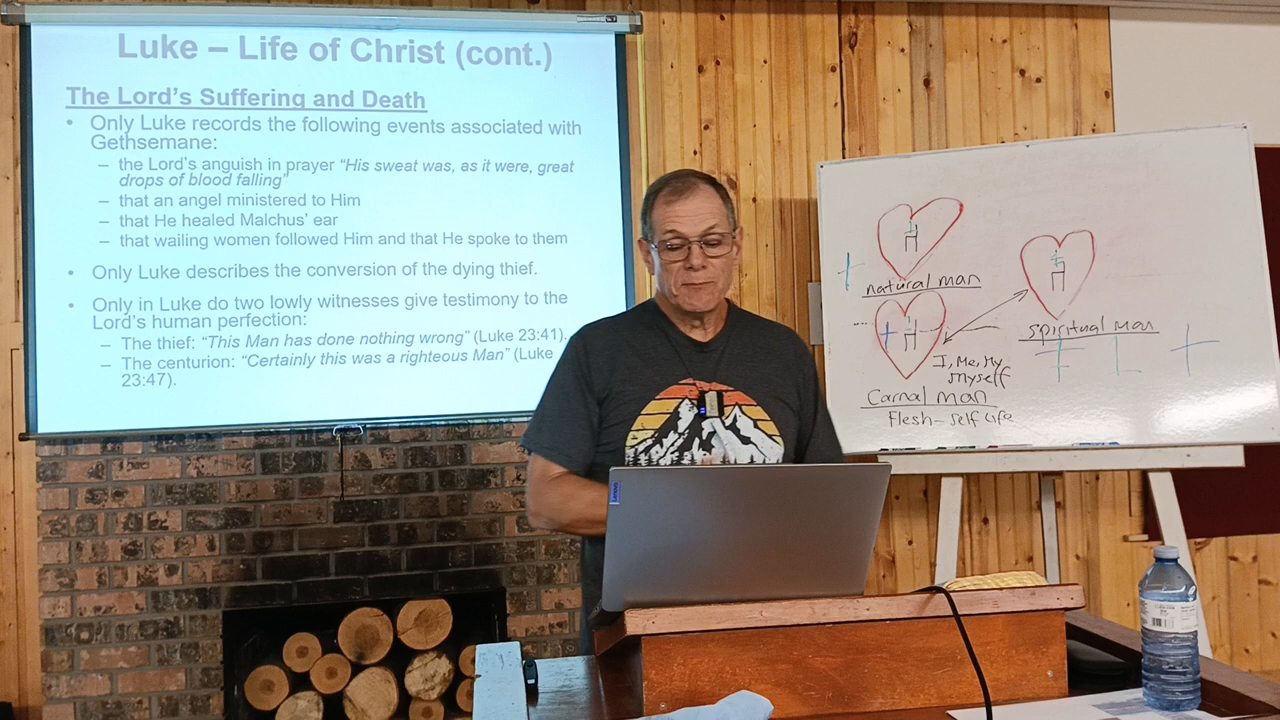 Luke – Life of Christ (cont.)
The Lord's Suffering and Death
• Only Luke records the following events associated with
Gethsemane:
– the Lord's anguish in prayer “His sweat was, as it were, great
drops of blood falling”
– that an angel ministered to Him
– that He healed Malchus' ear
– that wailing women followed Him and that He spoke to them
• Only Luke describes the conversion of the dying thief.
• Only in Luke do two lowly witnesses give testimony to the
Lord's human perfection:
– The thief: “This Man has done nothing wrong” (Luke 23:41).
– The centurion: “Certainly this was a righteous Man” (Luke
23:47).
natural man
spiritual man
I, Me, My
Myself
Carnal man
Flesh – self life
Lenovo